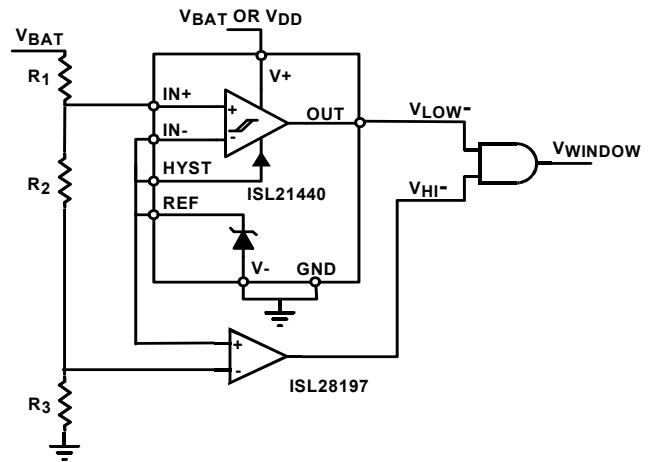 VBAT OR VDD
VBAT
R1
V+
IN+
+
OUT
VLOW-
IN-
-
VWINDOW
HYST
ISL21440
R2
VHI-
REF
V-
GND
+
-
ISL28197
R3